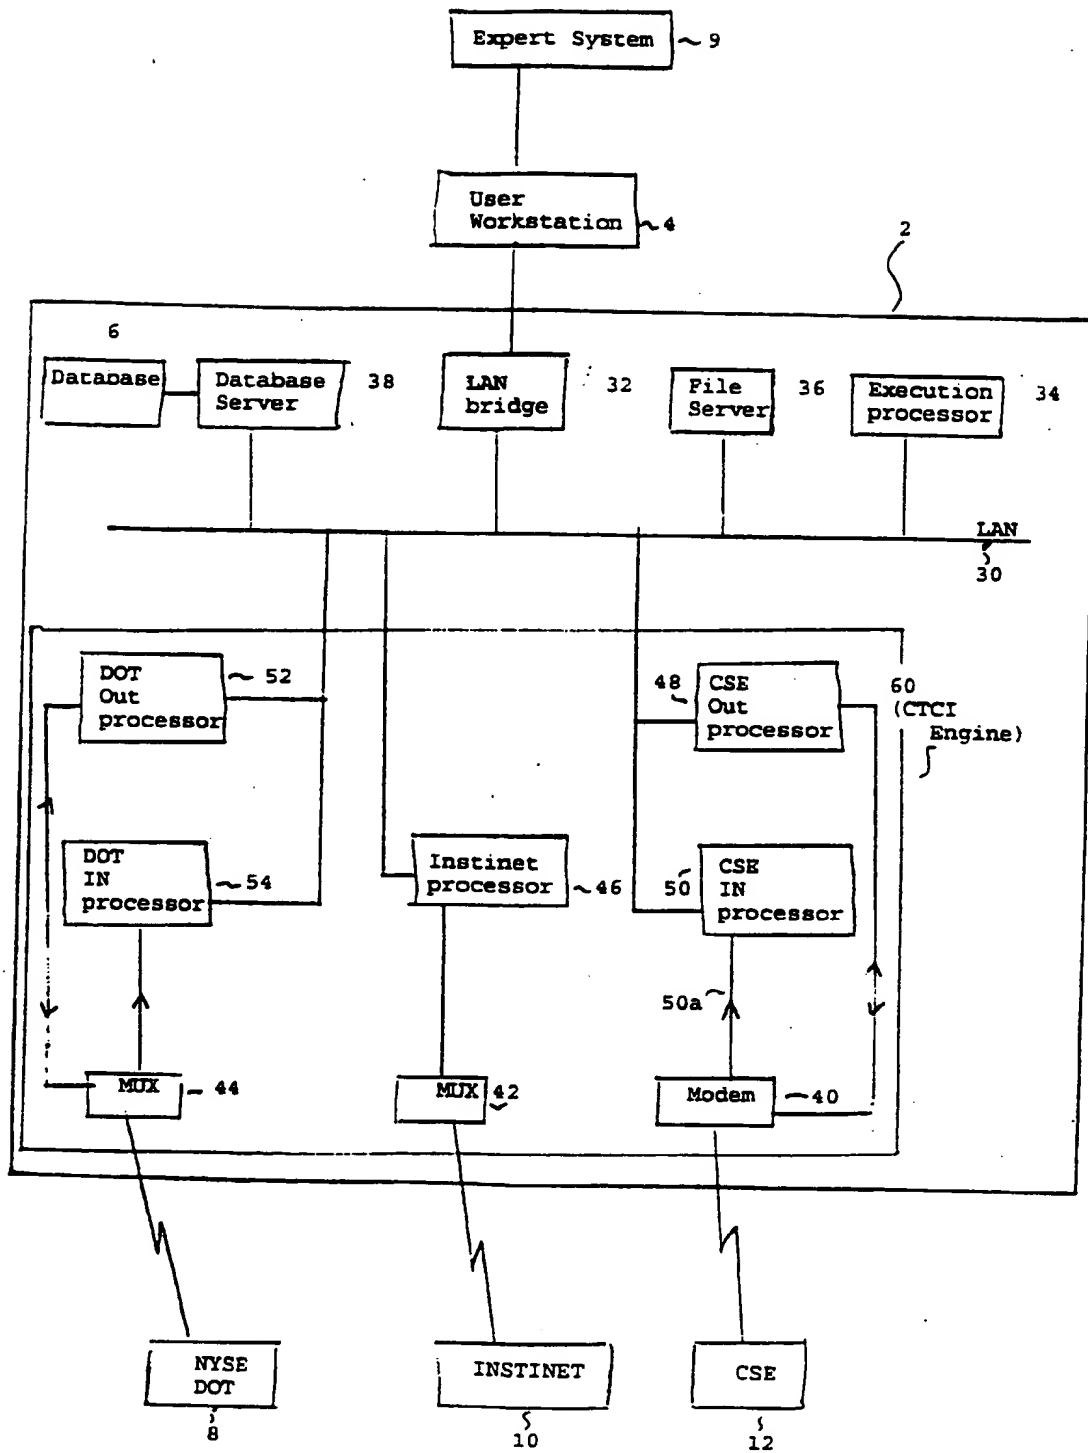 Expert System
9
User
Workstation
4
2
6
Database
Database
Server
38
LAN
bridge
32
File
Server
36
Execution
processor
34
LAN
30
DOT
Out
processor
52
48
CSE
Out
processor
60
(CTCI
Engine)
DOT
IN
processor
54
Instinet
processor
46
50
CSE
IN
processor
50a
MUX
44
MUX
42
Modem
40
NYSE
DOT
8
INSTINET
10
CSE
12